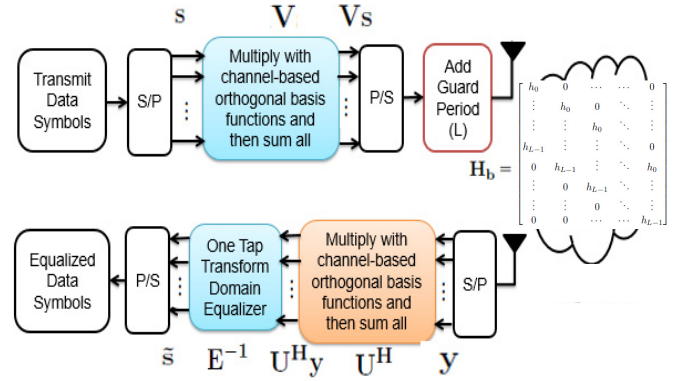 s V Vs
Transmit
Data
Symbols
S/P
Multiply with
channel-based
orthogonal basis
functions and
then sum all
P/S
Add
Guard
Period
(L)
H_b =
h_0 0 ⋯ ⋯ 0
⋮ h_0 0 ⋱ ⋮
⋮ ⋮ h_0 ⋱ ⋮
h_{L-1} ⋮ ⋮ ⋱ 0
0 h_{L-1} ⋮ ⋱ h_0
⋮ 0 h_{L-1} ⋱ ⋮
⋮ ⋮ 0 ⋱ ⋮
0 0 ⋯ ⋯ h_{L-1}
Equalized
Data
Symbols
P/S
One Tap
Transform
Domain
Equalizer
Multiply with
channel-based
orthogonal basis
functions and
then sum all
S/P
s̃ E^{-1} U^H y U^H y